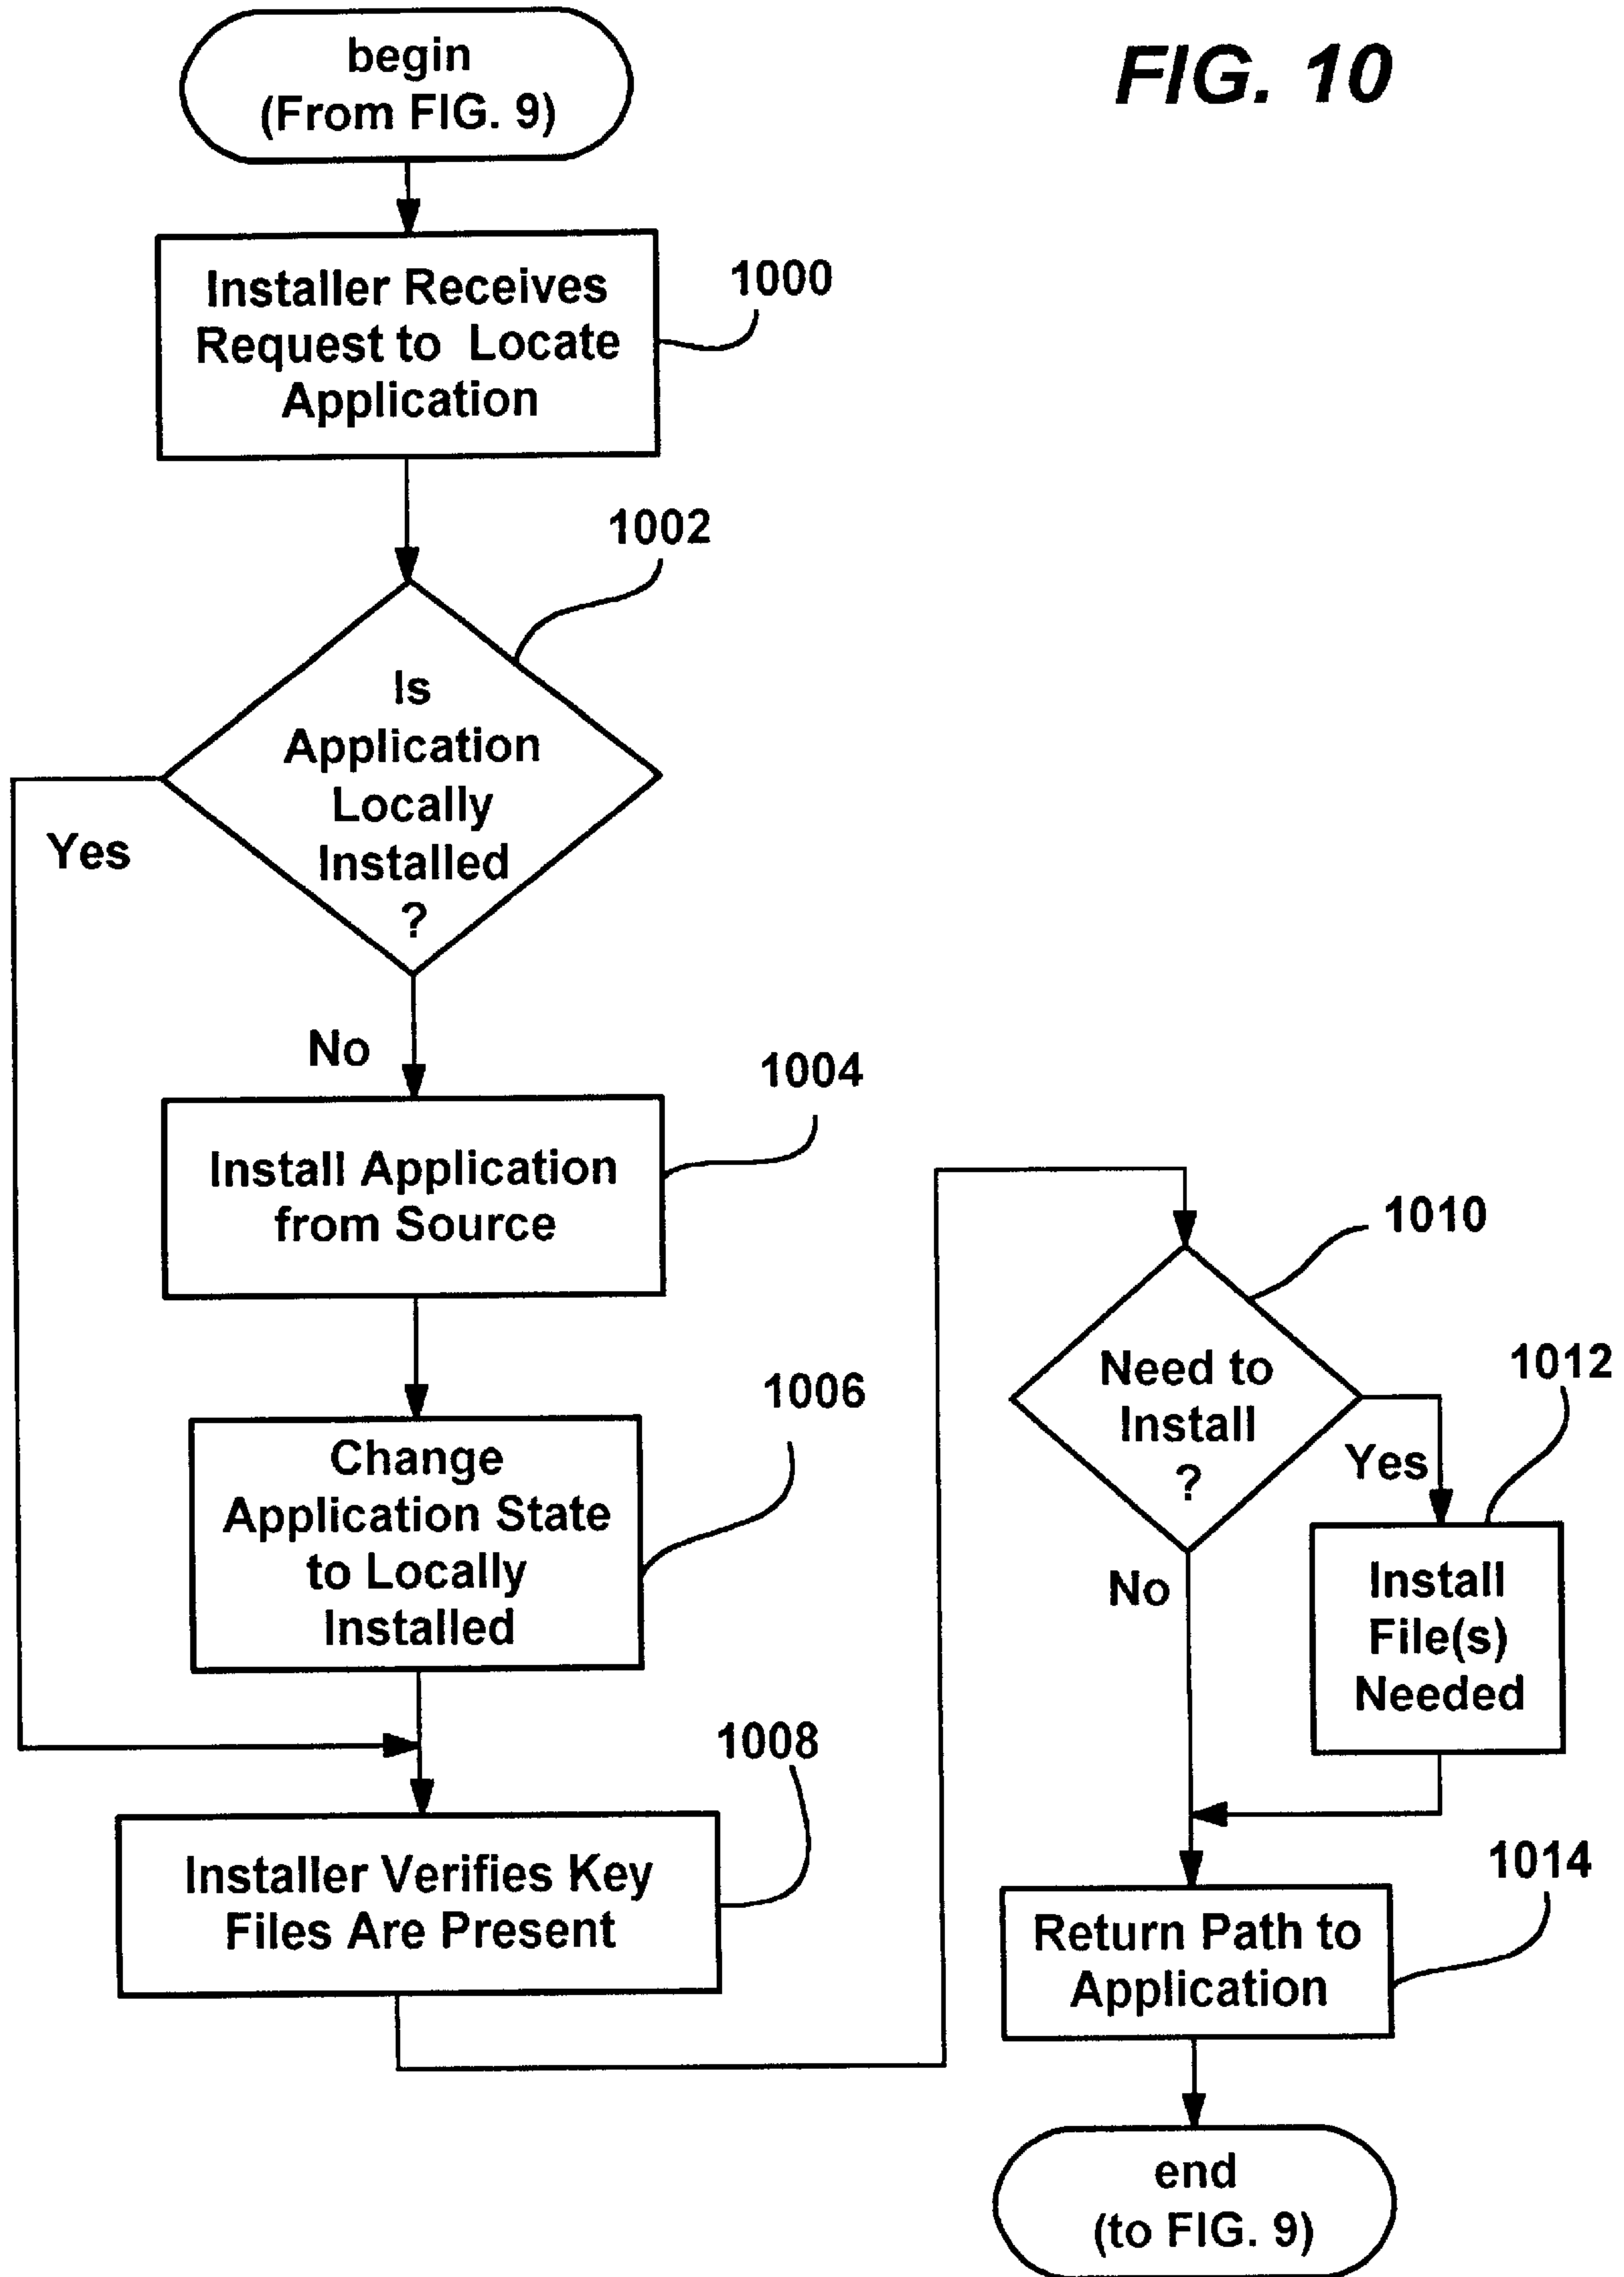 FIG. 10
begin
(From FIG. 9)
Installer Receives
Request to Locate
Application
1000
1002
Is
Application
Locally
Installed
?
Yes
No
1004
Install Application
from Source
1006
Change
Application State
to Locally
Installed
1008
Installer Verifies Key
Files Are Present
1010
Need to
Install
?
Yes
No
1012
Install
File(s)
Needed
1014
Return Path to
Application
end
(to FIG. 9)